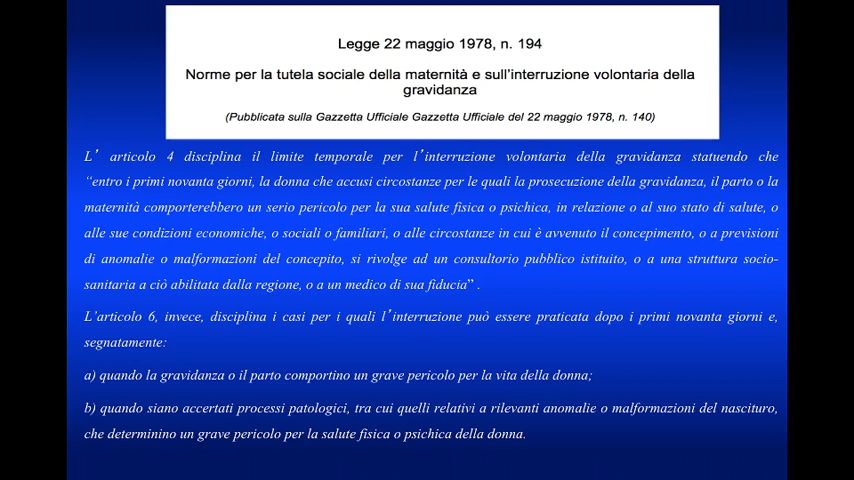 Legge 22 maggio 1978, n. 194
Norme per la tutela sociale della maternità e sull'interruzione volontaria della
gravidanza
(Pubblicata sulla Gazzetta Ufficiale Gazzetta Ufficiale del 22 maggio 1978, n. 140)
L’ articolo 4 disciplina il limite temporale per l’interruzione volontaria della gravidanza statuendo che
“entro i primi novanta giorni, la donna che accusi circostanze per le quali la prosecuzione della gravidanza, il parto o la
maternità comporterebbero un serio pericolo per la sua salute fisica o psichica, in relazione o al suo stato di salute, o
alle sue condizioni economiche, o sociali o familiari, o alle circostanze in cui è avvenuto il concepimento, o a previsioni
di anomalie o malformazioni del concepito, si rivolge ad un consultorio pubblico istituito, o a una struttura socio-
sanitaria a ciò abilitata dalla regione, o a un medico di sua fiducia” .
L’articolo 6, invece, disciplina i casi per i quali l’interruzione può essere praticata dopo i primi novanta giorni e,
segnatamente:
a) quando la gravidanza o il parto comportino un grave pericolo per la vita della donna;
b) quando siano accertati processi patologici, tra cui quelli relativi a rilevanti anomalie o malformazioni del nascituro,
che determinino un grave pericolo per la salute fisica o psichica della donna.